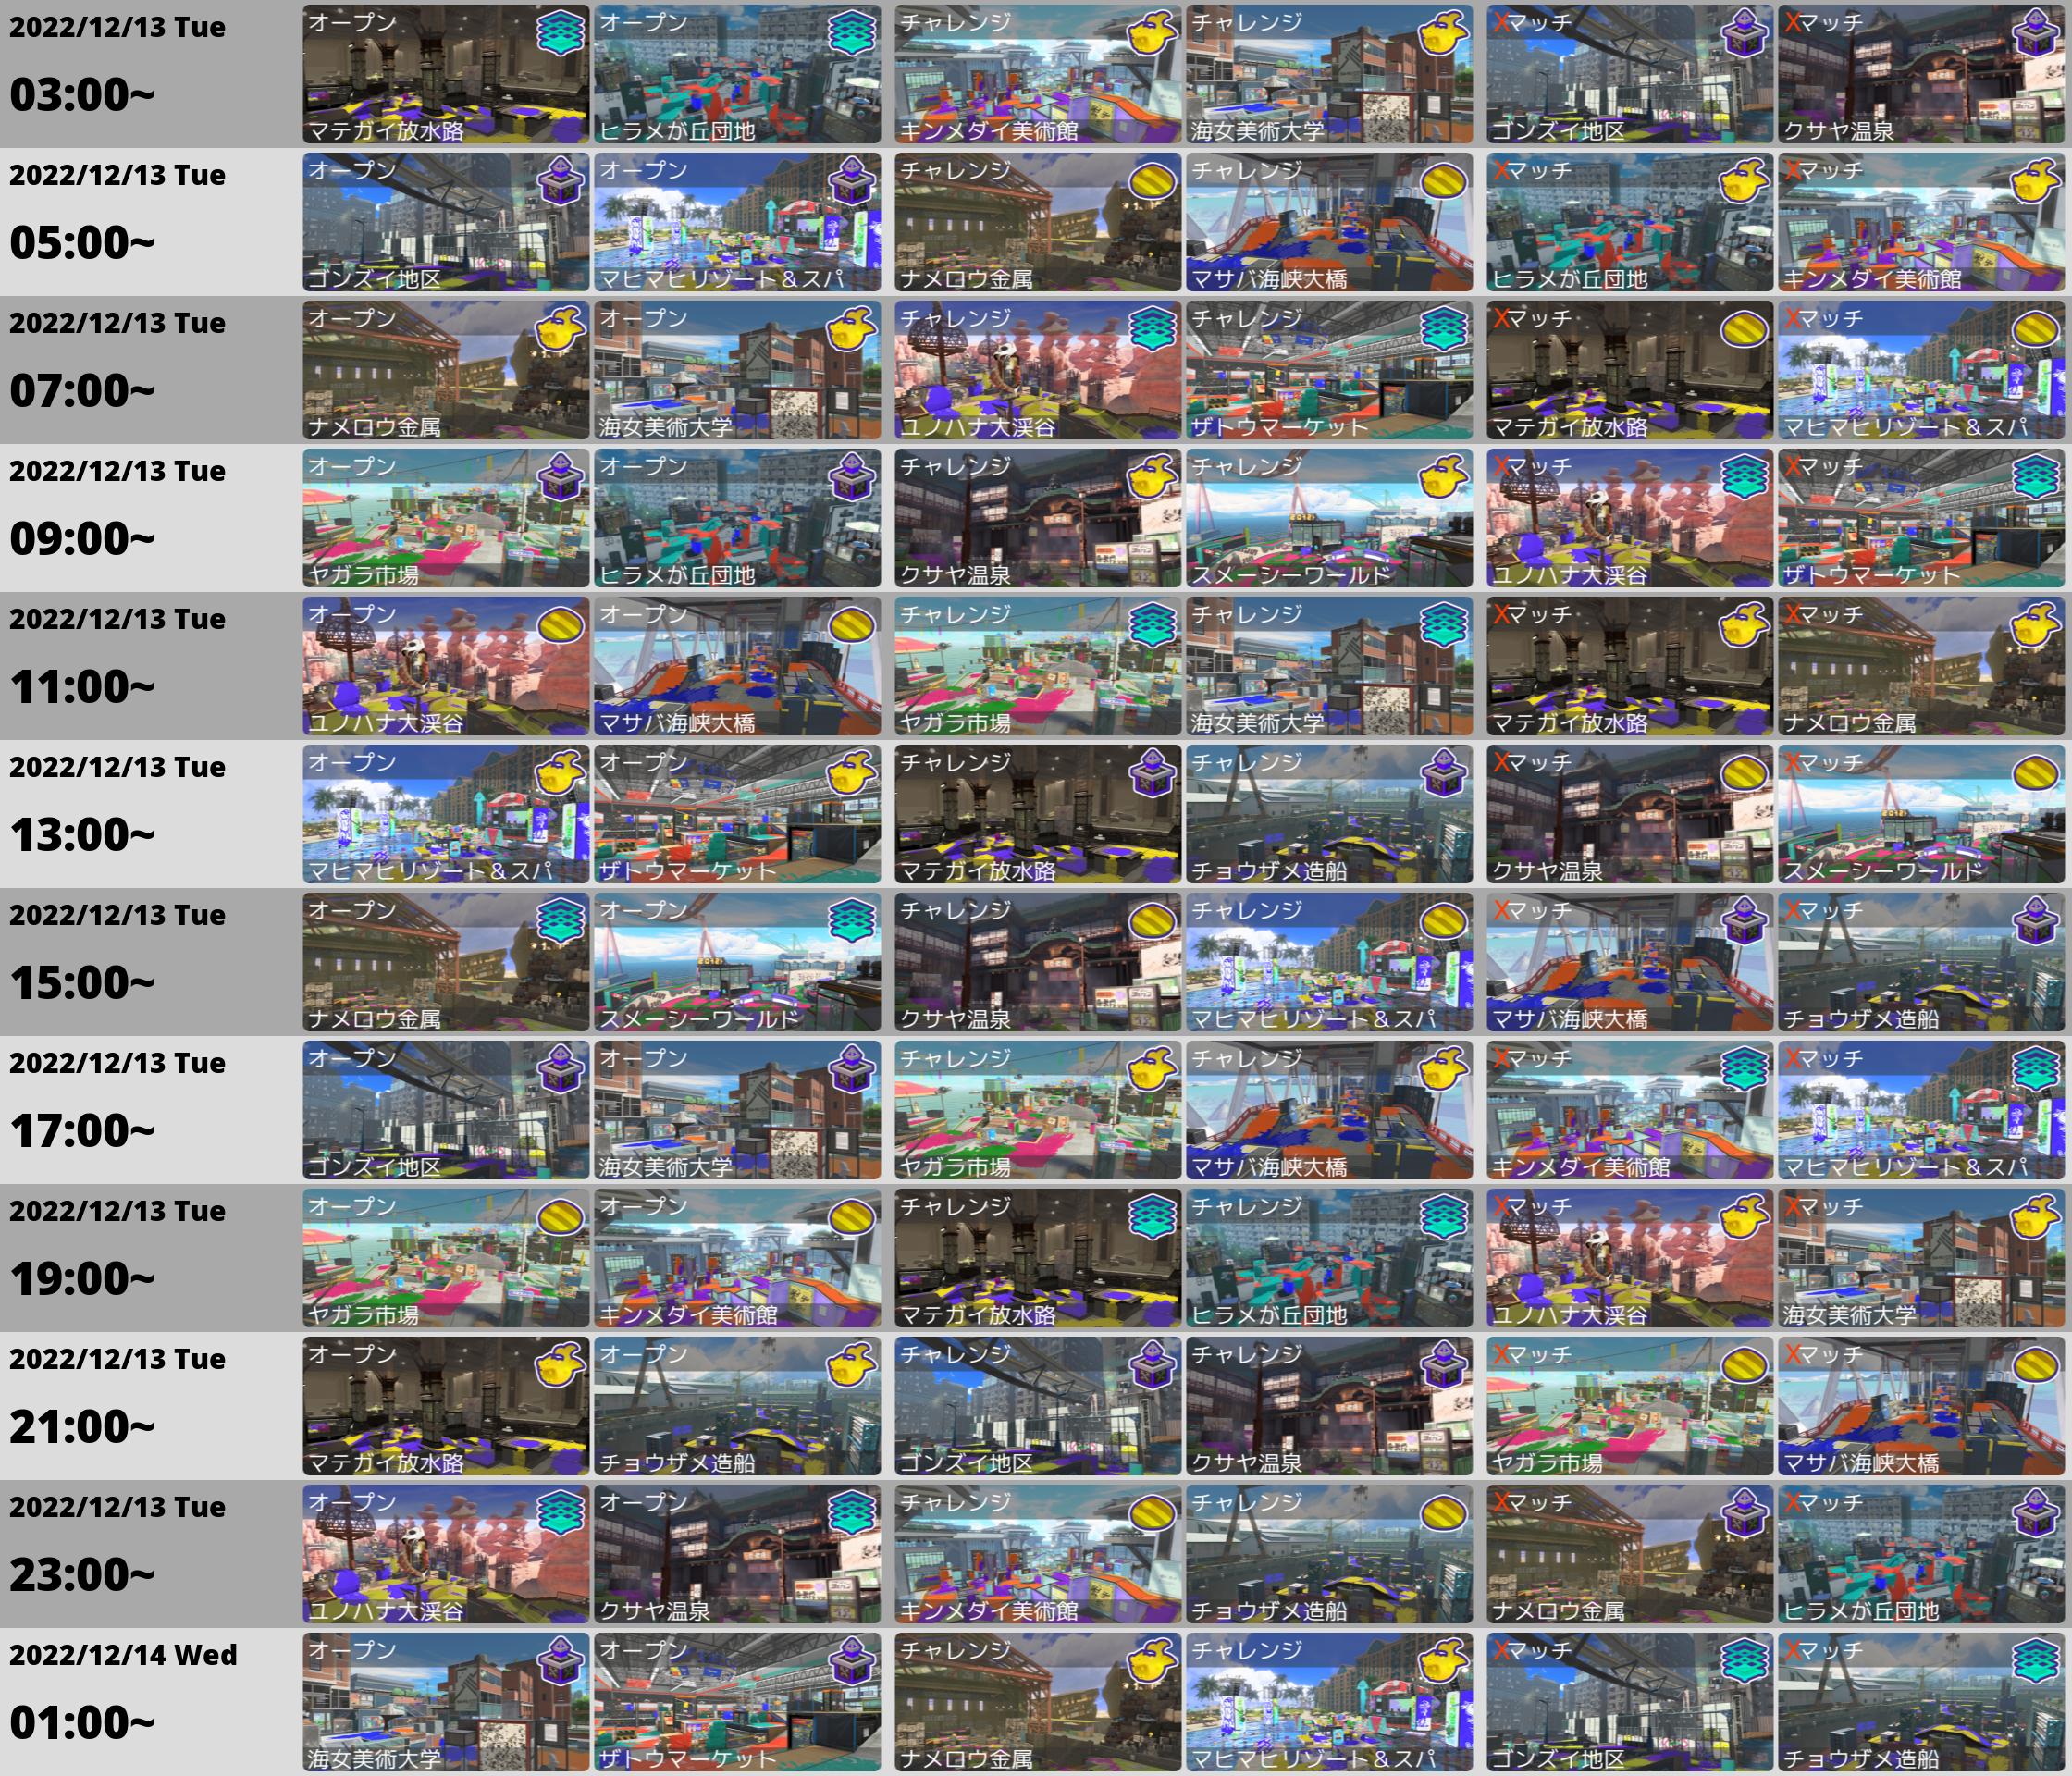 2022/12/13 Tue
03:00~
オープン オープン チャレンジ チャレンジ Xマッチ Xマッチ
マテガイ放水路 ヒラメが丘団地 キンメダイ美術館 海女美術大学 ゴンズイ地区 クサヤ温泉
2022/12/13 Tue
05:00~
オープン オープン チャレンジ チャレンジ Xマッチ Xマッチ
ゴンズイ地区 マヒマヒリゾート&スパ ナメロウ金属 マサバ海峡大橋 ヒラメが丘団地 キンメダイ美術館
2022/12/13 Tue
07:00~
オープン オープン チャレンジ チャレンジ Xマッチ Xマッチ
ナメロウ金属 海女美術大学 ユノハナ大渓谷 ザトウマーケット マテガイ放水路 マヒマヒリゾート&スパ
2022/12/13 Tue
09:00~
オープン オープン チャレンジ チャレンジ Xマッチ Xマッチ
ヤガラ市場 ヒラメが丘団地 クサヤ温泉 スメーシーワールド ユノハナ大渓谷 ザトウマーケット
2022/12/13 Tue
11:00~
オープン オープン チャレンジ チャレンジ Xマッチ Xマッチ
ユノハナ大渓谷 マサバ海峡大橋 ヤガラ市場 海女美術大学 マテガイ放水路 ナメロウ金属
2022/12/13 Tue
13:00~
オープン オープン チャレンジ チャレンジ Xマッチ Xマッチ
マヒマヒリゾート&スパ ザトウマーケット マテガイ放水路 チョウザメ造船 クサヤ温泉 スメーシーワールド
2022/12/13 Tue
15:00~
オープン オープン チャレンジ チャレンジ Xマッチ Xマッチ
ナメロウ金属 スメーシーワールド クサヤ温泉 マヒマヒリゾート&スパ マサバ海峡大橋 チョウザメ造船
2022/12/13 Tue
17:00~
オープン オープン チャレンジ チャレンジ Xマッチ Xマッチ
ゴンズイ地区 海女美術大学 ヤガラ市場 マサバ海峡大橋 キンメダイ美術館 マヒマヒリゾート&スパ
2022/12/13 Tue
19:00~
オープン オープン チャレンジ チャレンジ Xマッチ Xマッチ
ヤガラ市場 キンメダイ美術館 マテガイ放水路 ヒラメが丘団地 ユノハナ大渓谷 海女美術大学
2022/12/13 Tue
21:00~
オープン オープン チャレンジ チャレンジ Xマッチ Xマッチ
マテガイ放水路 チョウザメ造船 ゴンズイ地区 クサヤ温泉 ヤガラ市場 マサバ海峡大橋
2022/12/13 Tue
23:00~
オープン オープン チャレンジ チャレンジ Xマッチ Xマッチ
ユノハナ大渓谷 クサヤ温泉 キンメダイ美術館 チョウザメ造船 ナメロウ金属 ヒラメが丘団地
2022/12/14 Wed
01:00~
オープン オープン チャレンジ チャレンジ Xマッチ Xマッチ
海女美術大学 ザトウマーケット ナメロウ金属 マヒマヒリゾート&スパ ゴンズイ地区 チョウザメ造船